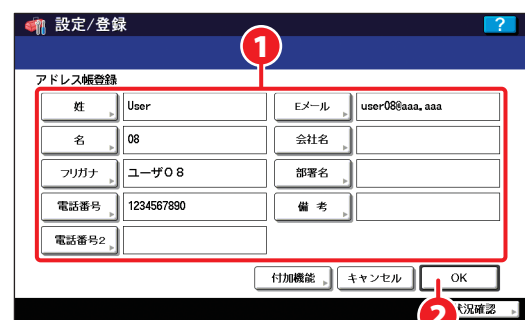 設定/登録 ?
1
アドレス帳登録
姓 User Eメール user08@aaa.aaa
名 08 会社名
フリガナ ユーザ08 部署名
電話番号 1234567890 備考
電話番号2
付加機能 キャンセル OK
2 状況確認